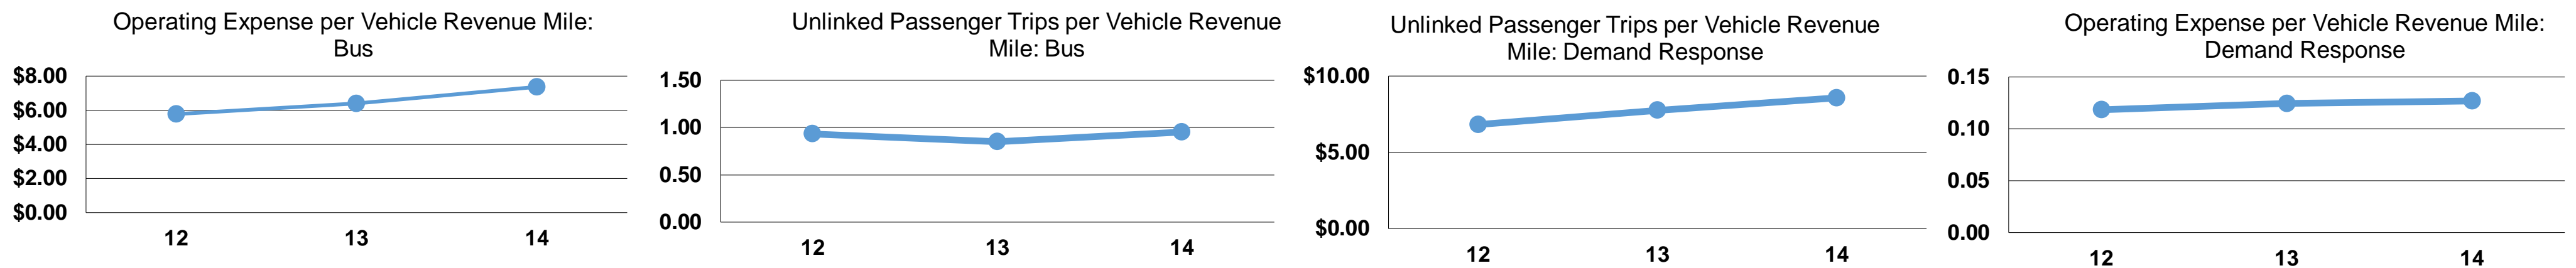 Operating Expense per Vehicle Revenue Mile:
Bus
$8.00
$6.00
$4.00
$2.00
$0.00
12 13 14
Unlinked Passenger Trips per Vehicle Revenue
Mile: Bus
1.50
1.00
0.50
0.00
12 13 14
Unlinked Passenger Trips per Vehicle Revenue
Mile: Demand Response
$10.00
$5.00
$0.00
12 13 14
Operating Expense per Vehicle Revenue Mile:
Demand Response
0.15
0.10
0.05
0.00
12 13 14